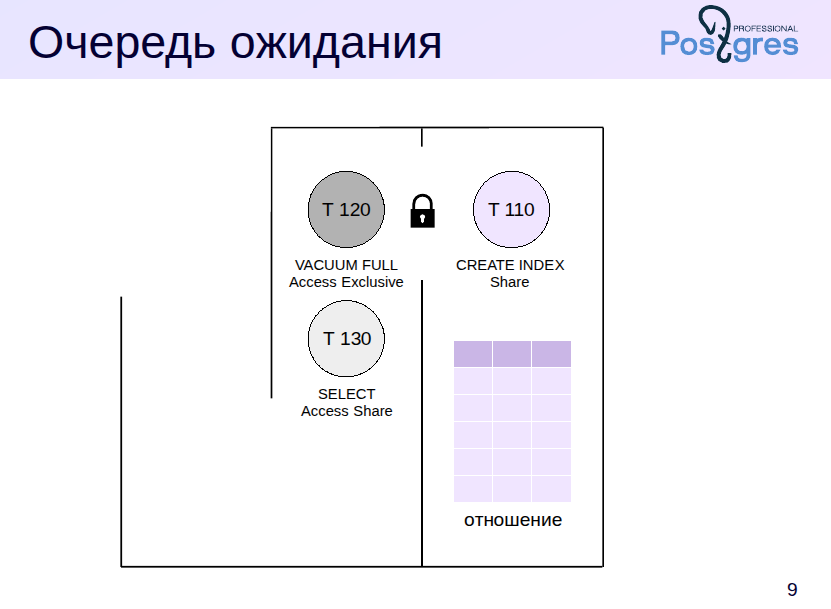 Очередь ожидания
PROFESSIONAL
Postgres
T 120
T 110
VACUUM FULL
Access Exclusive
CREATE INDEX
Share
T 130
SELECT
Access Share
отношение
9